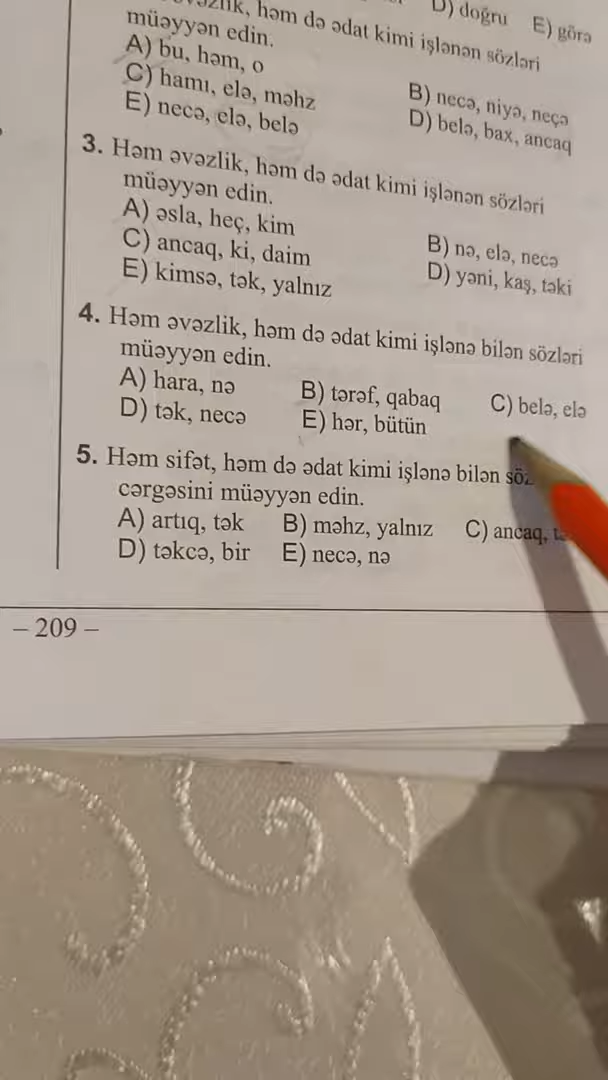 D) doğru E) görə
həm də ədat kimi işlənən sözləri
müəyyən edin.
A) bu, həm, o
B) necə, niyə, neçə
C) hamı, elə, məhz
D) belə, bax, ancaq
E) necə, elə, belə
3. Həm əvəzlik, həm də ədat kimi işlənən sözləri
müəyyən edin.
A) əsla, heç, kim
B) nə, elə, necə
C) ancaq, ki, daim
D) yəni, kaş, təki
E) kimsə, tək, yalnız
4. Həm əvəzlik, həm də ədat kimi işlənə bilən sözləri
müəyyən edin.
A) hara, nə B) tərəf, qabaq C) belə, elə
D) tək, necə E) hər, bütün
5. Həm sifət, həm də ədat kimi işlənə bilən
cərgəsini müəyyən edin.
A) artıq, tək B) məhz, yalnız C) ancaq,
D) təkcə, bir E) necə, nə
– 209 –